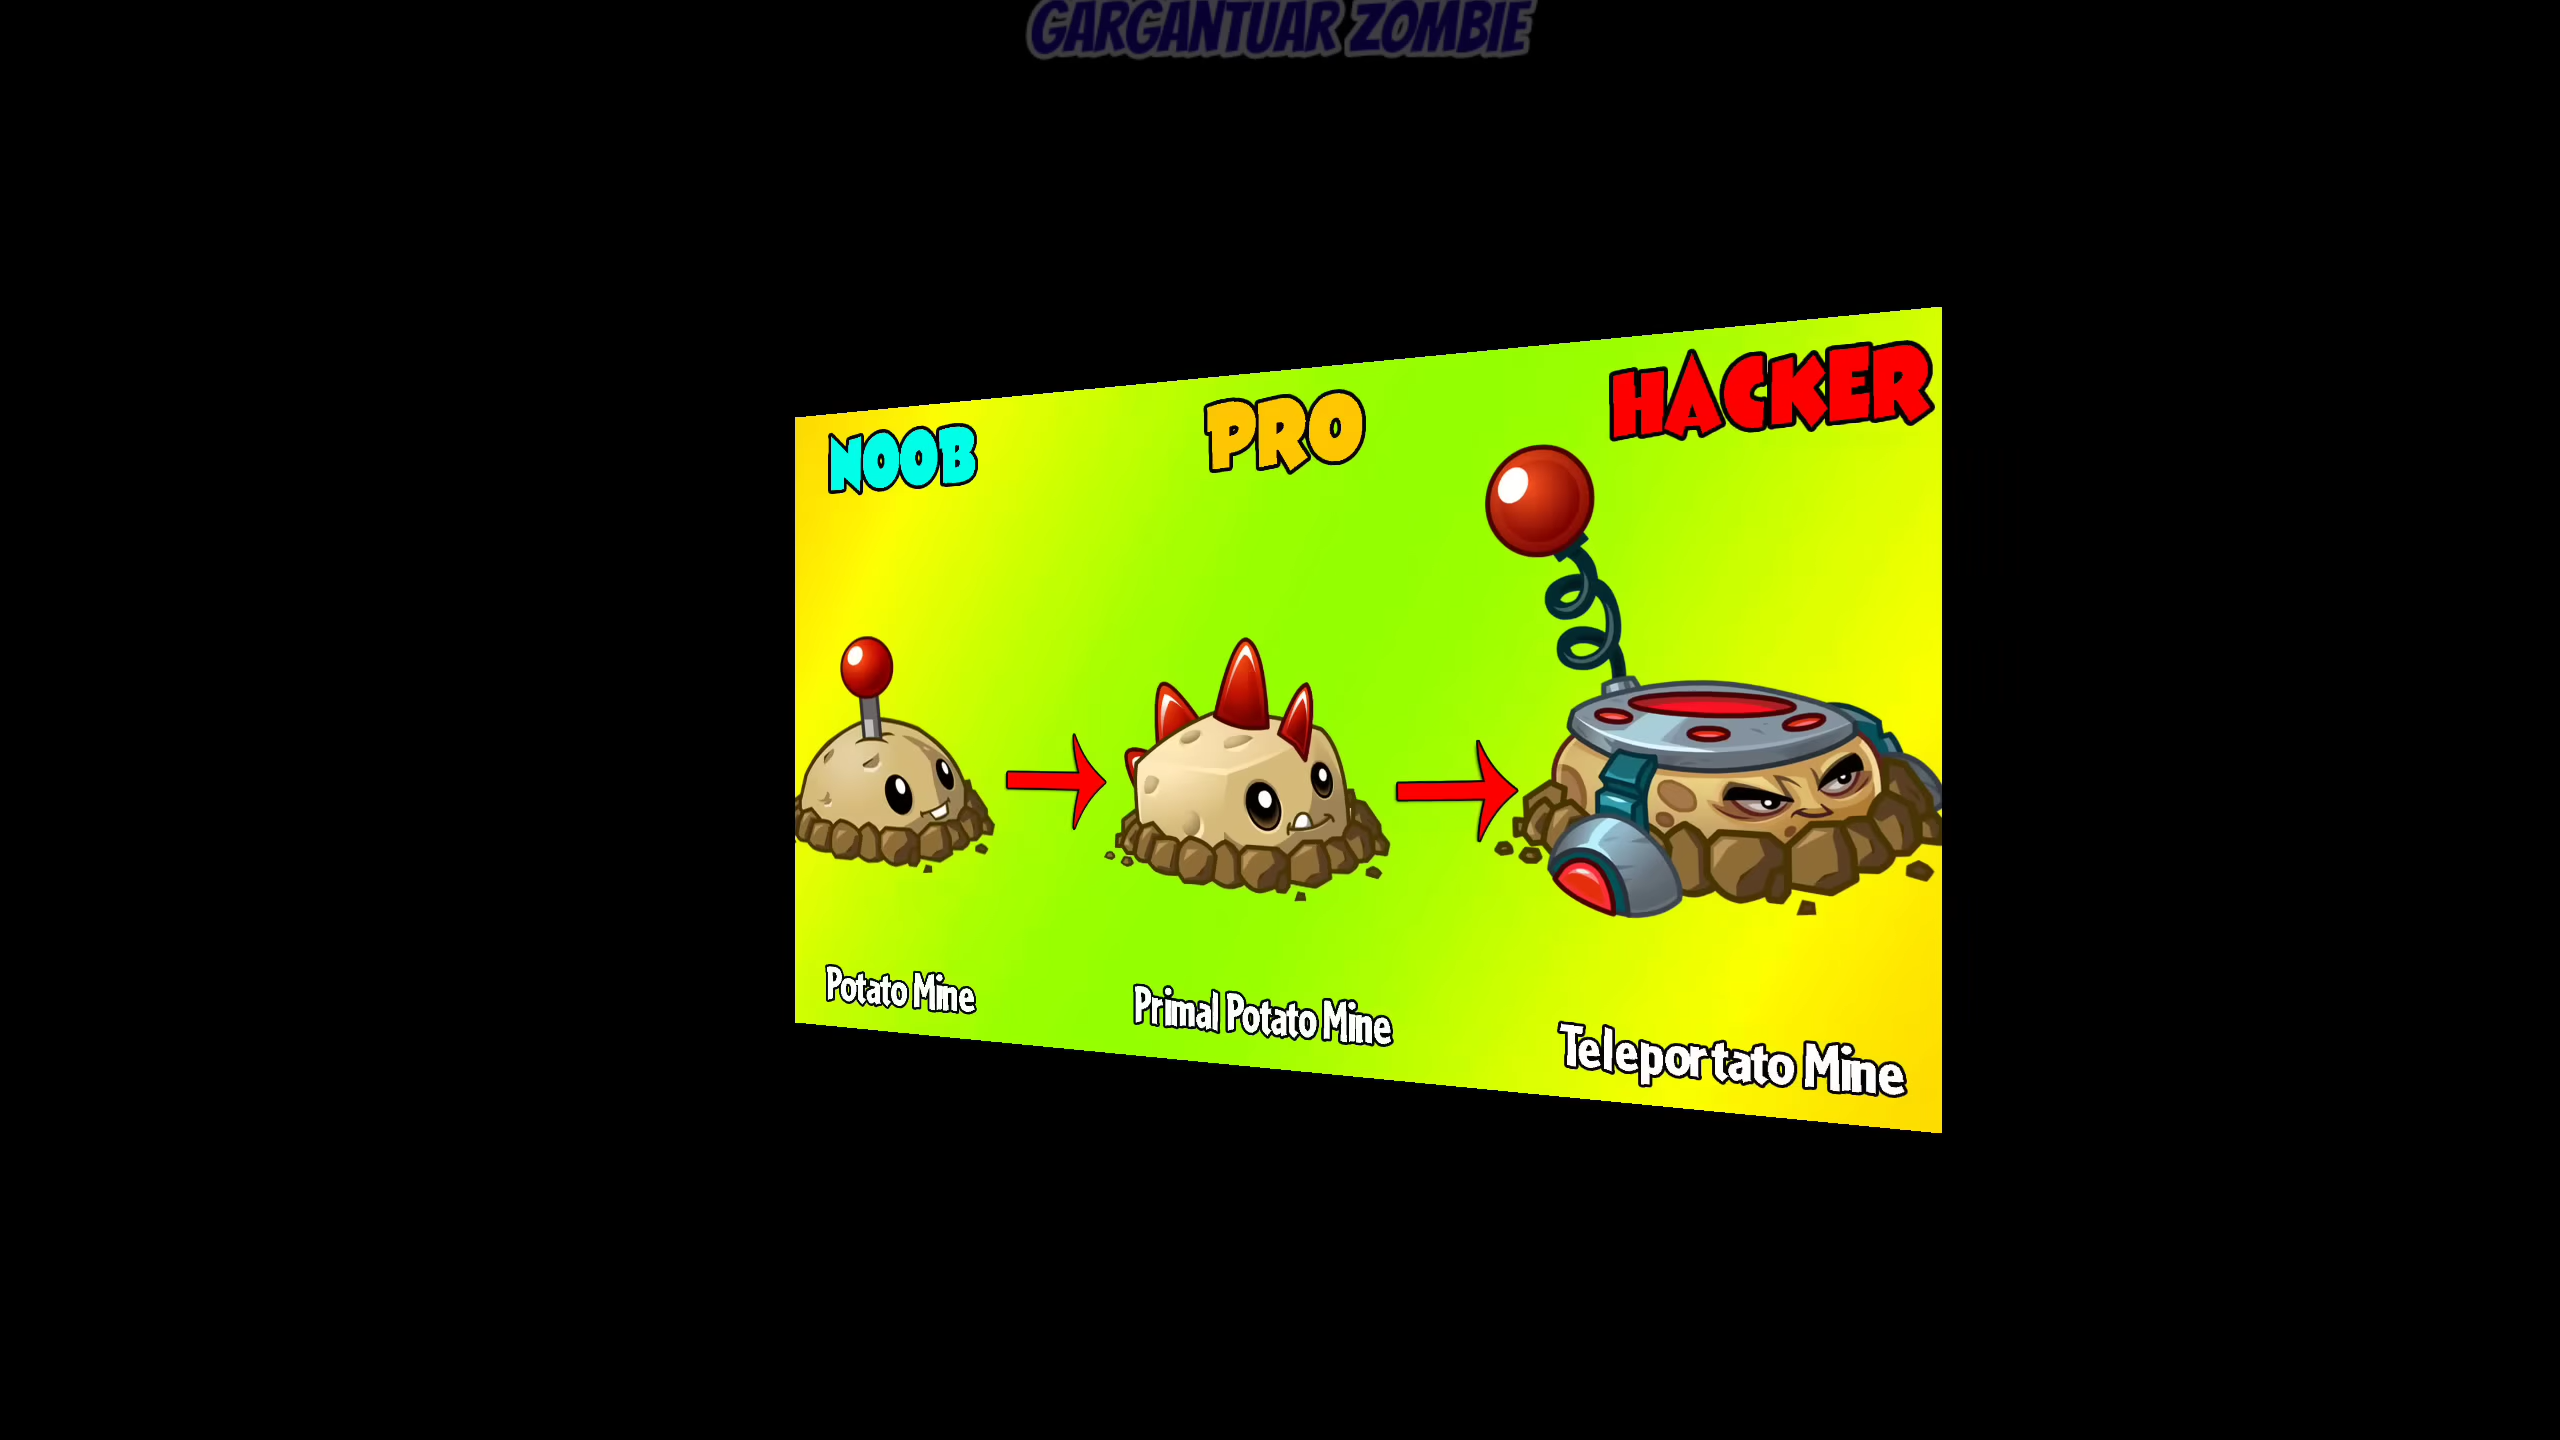 GARGANTUAR ZOMBIE
NOOB
PRO
HACKER
Potato Mine
Primal Potato Mine
Teleportato Mine